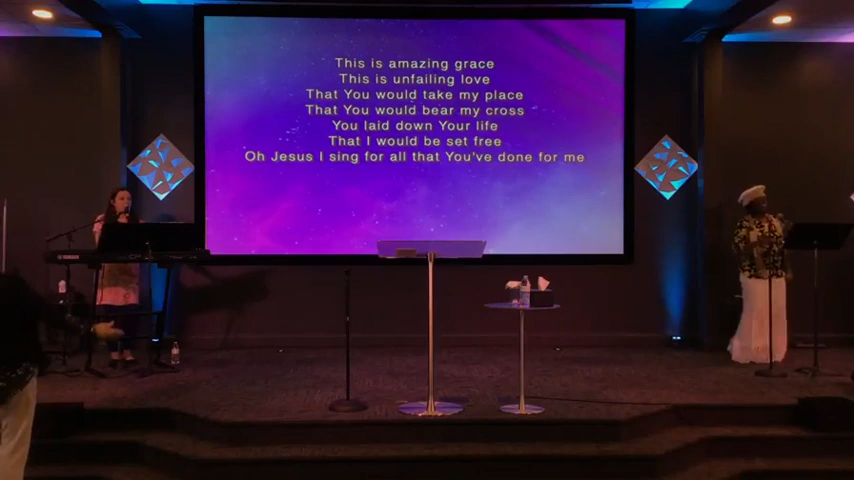 This is amazing grace
This is unfailing love
That You would take my place
That You would bear my cross
You laid down Your life
That I would be set free
Oh Jesus I sing for all that You've done for me
YAMAHA